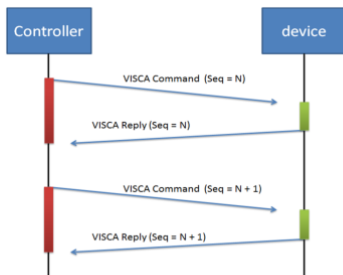 Controller
device
VISCA Command (Seq = N)
VISCA Reply (Seq = N)
VISCA Command (Seq = N + 1)
VISCA Reply (Seq = N + 1)